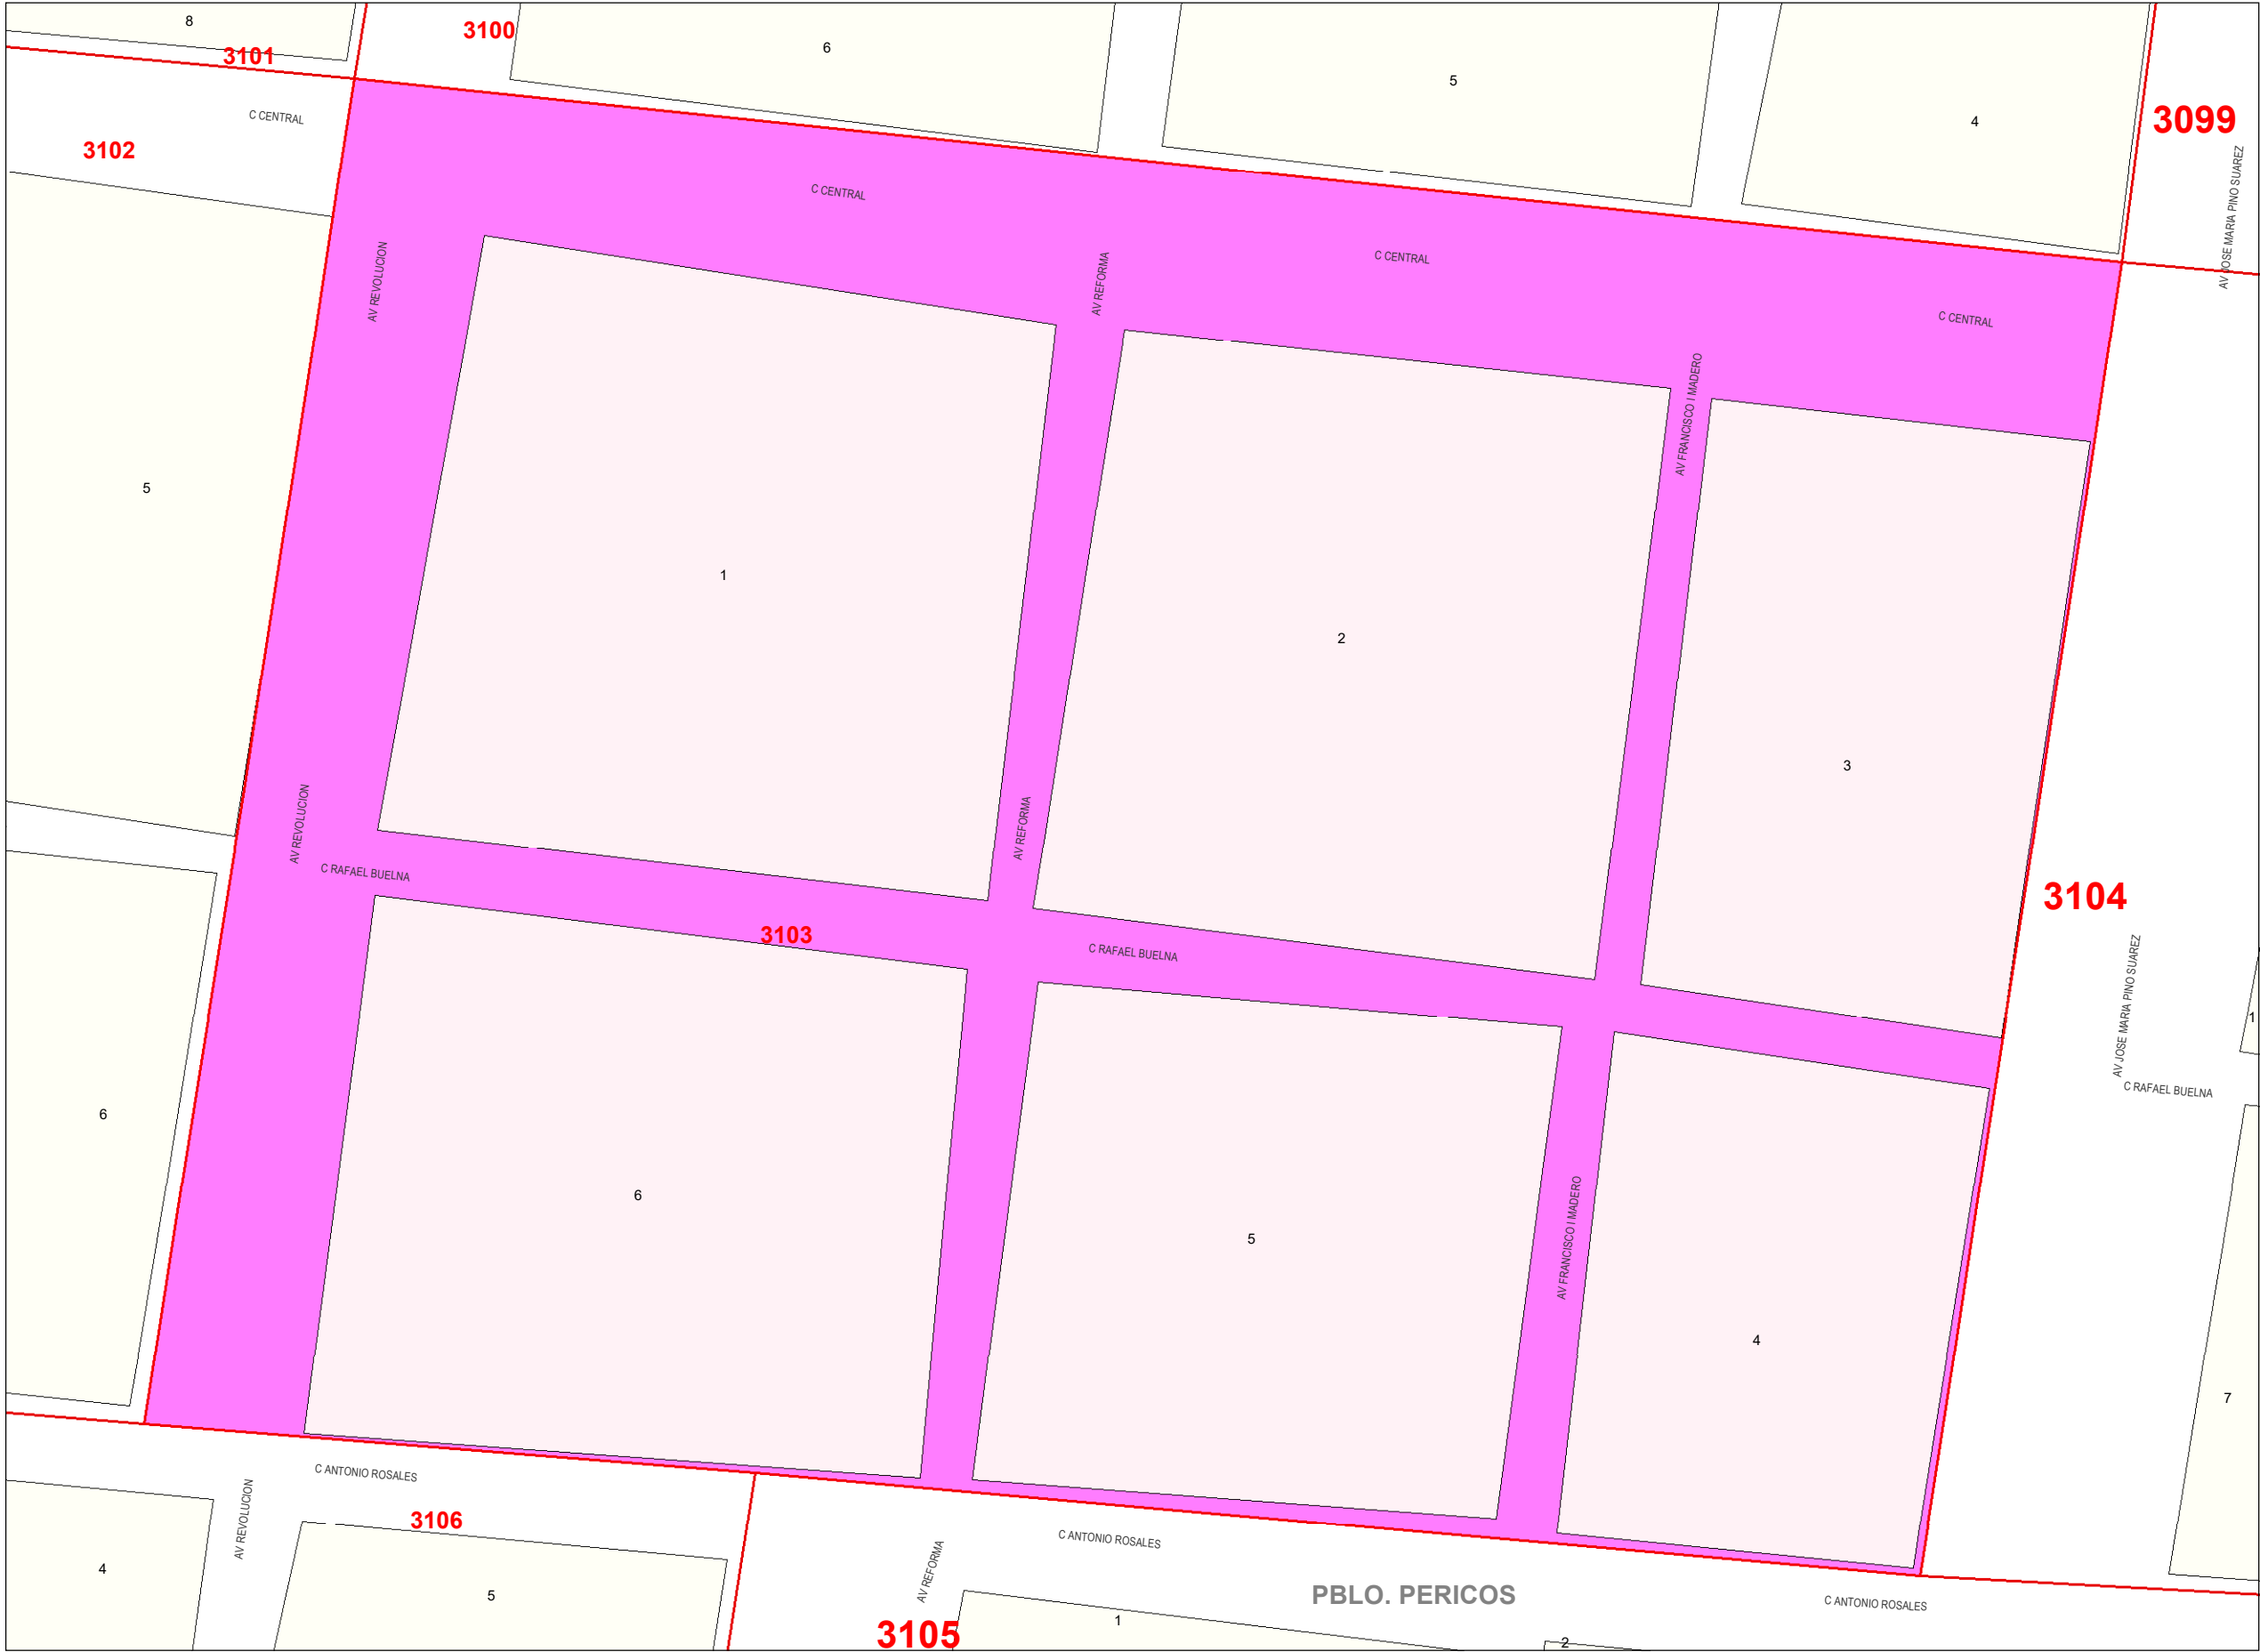 8
3101
3100
6
5
4
3099
C CENTRAL
3102
AV JOSE MARIA PINO SUAREZ
C CENTRAL
AV REVOLUCION
AV REFORMA
C CENTRAL
C CENTRAL
AV FRANCISCO I MADERO
5
1
2
3
AV REVOLUCION
AV REFORMA
C RAFAEL BUELNA
3104
3103
C RAFAEL BUELNA
AV JOSE MARIA PINO SUAREZ
1
C RAFAEL BUELNA
6
6
5
AV FRANCISCO I MADERO
4
7
C ANTONIO ROSALES
AV REVOLUCION
3106
C ANTONIO ROSALES
AV REFORMA
4
5
PBLO. PERICOS
C ANTONIO ROSALES
3105
1
2